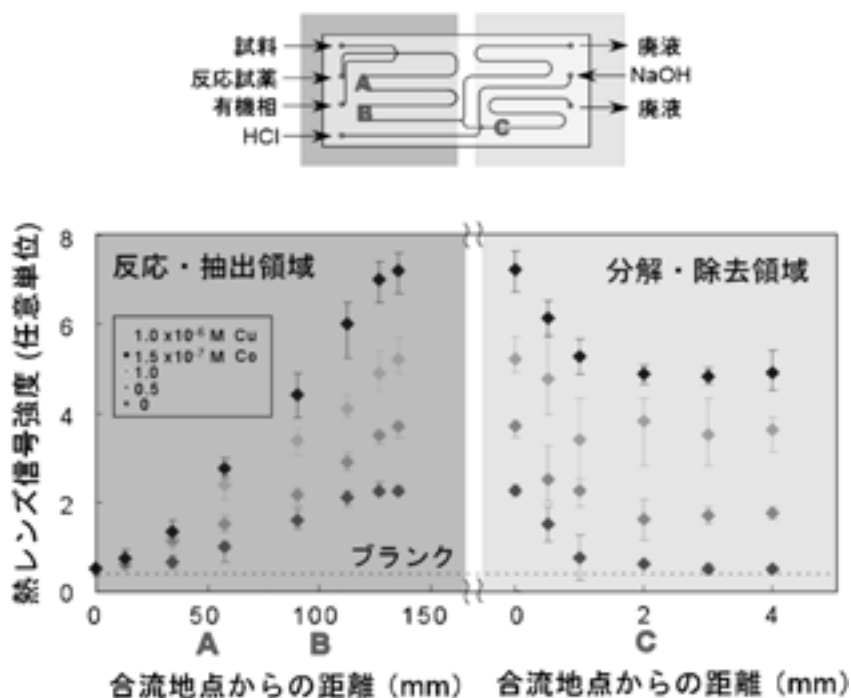 試料
反応試薬
有機相
HCl
廃液
NaOH
廃液
A
B
C
熱レンズ信号強度 (任意単位)
8
6
4
2
0
反応・抽出領域
分解・除去領域
1.0 x10⁻⁶ M Cu
1.5 x10⁻⁷ M Co
1.0
0.5
0
ブランク
0 50 100 150
0 2 4
A B C
合流地点からの距離 (mm)
合流地点からの距離 (mm)